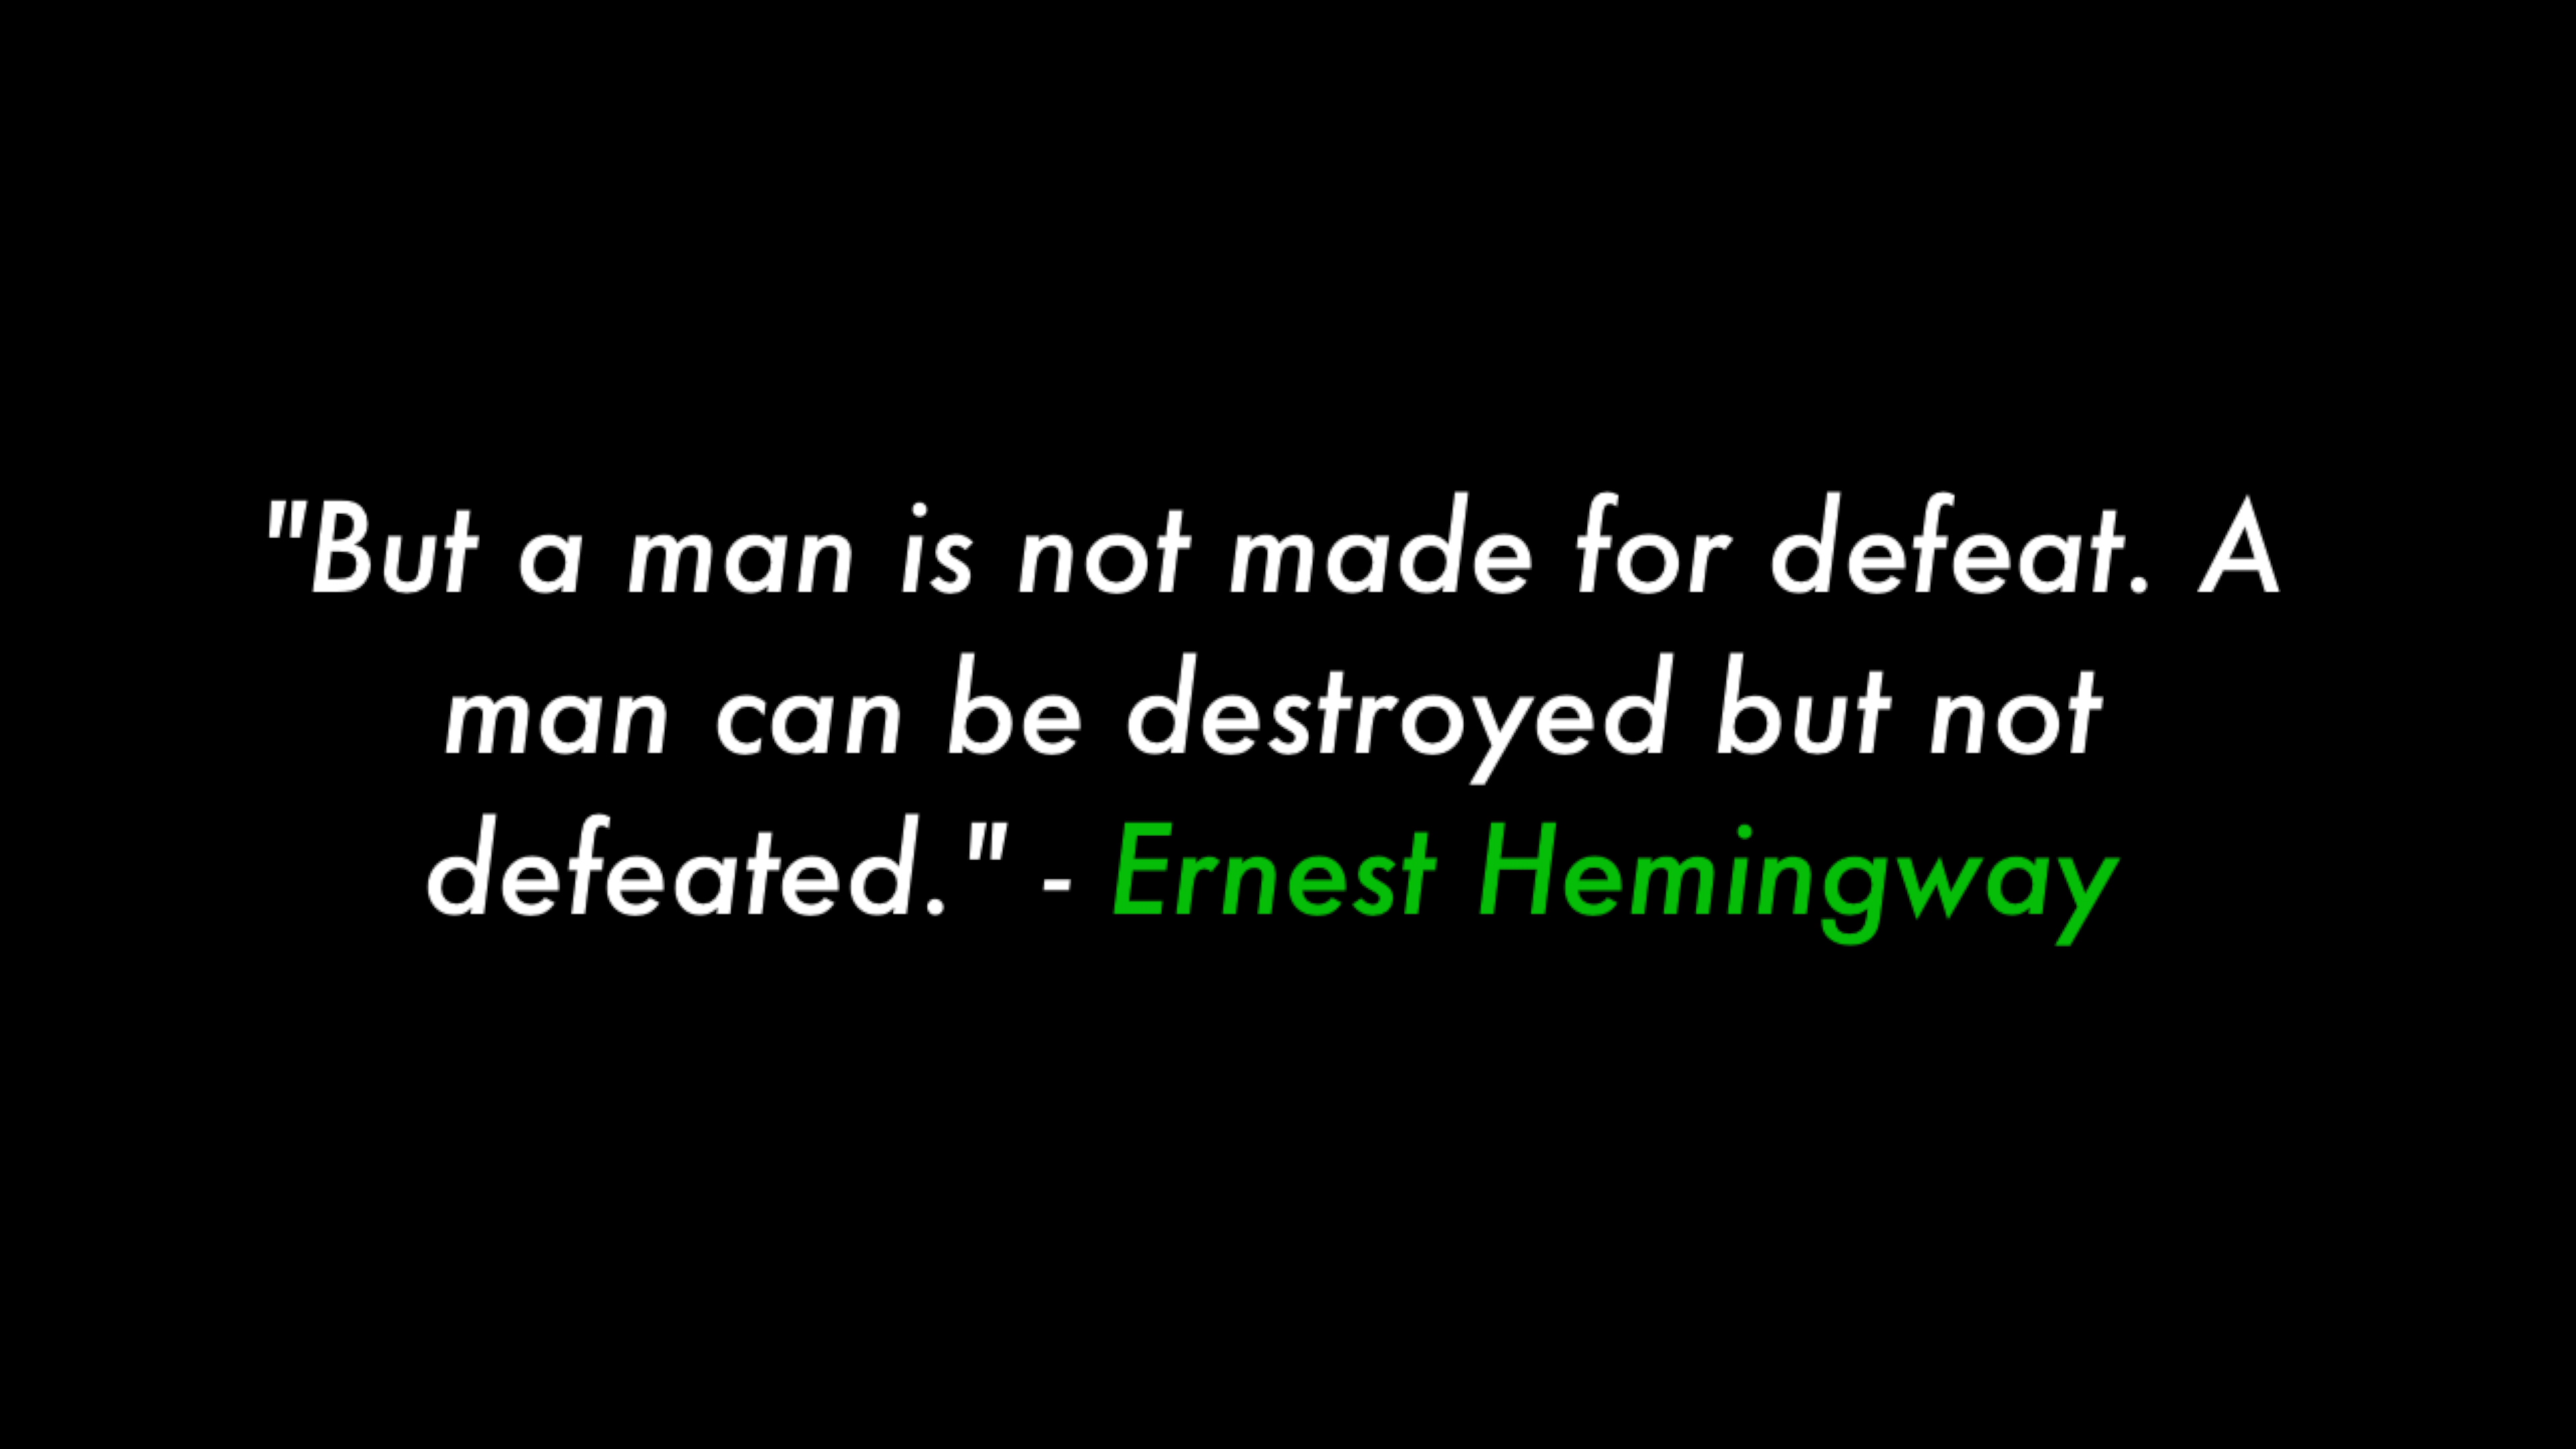 "But a man is not made for defeat. A
man can be destroyed but not
defeated." - Ernest Hemingway